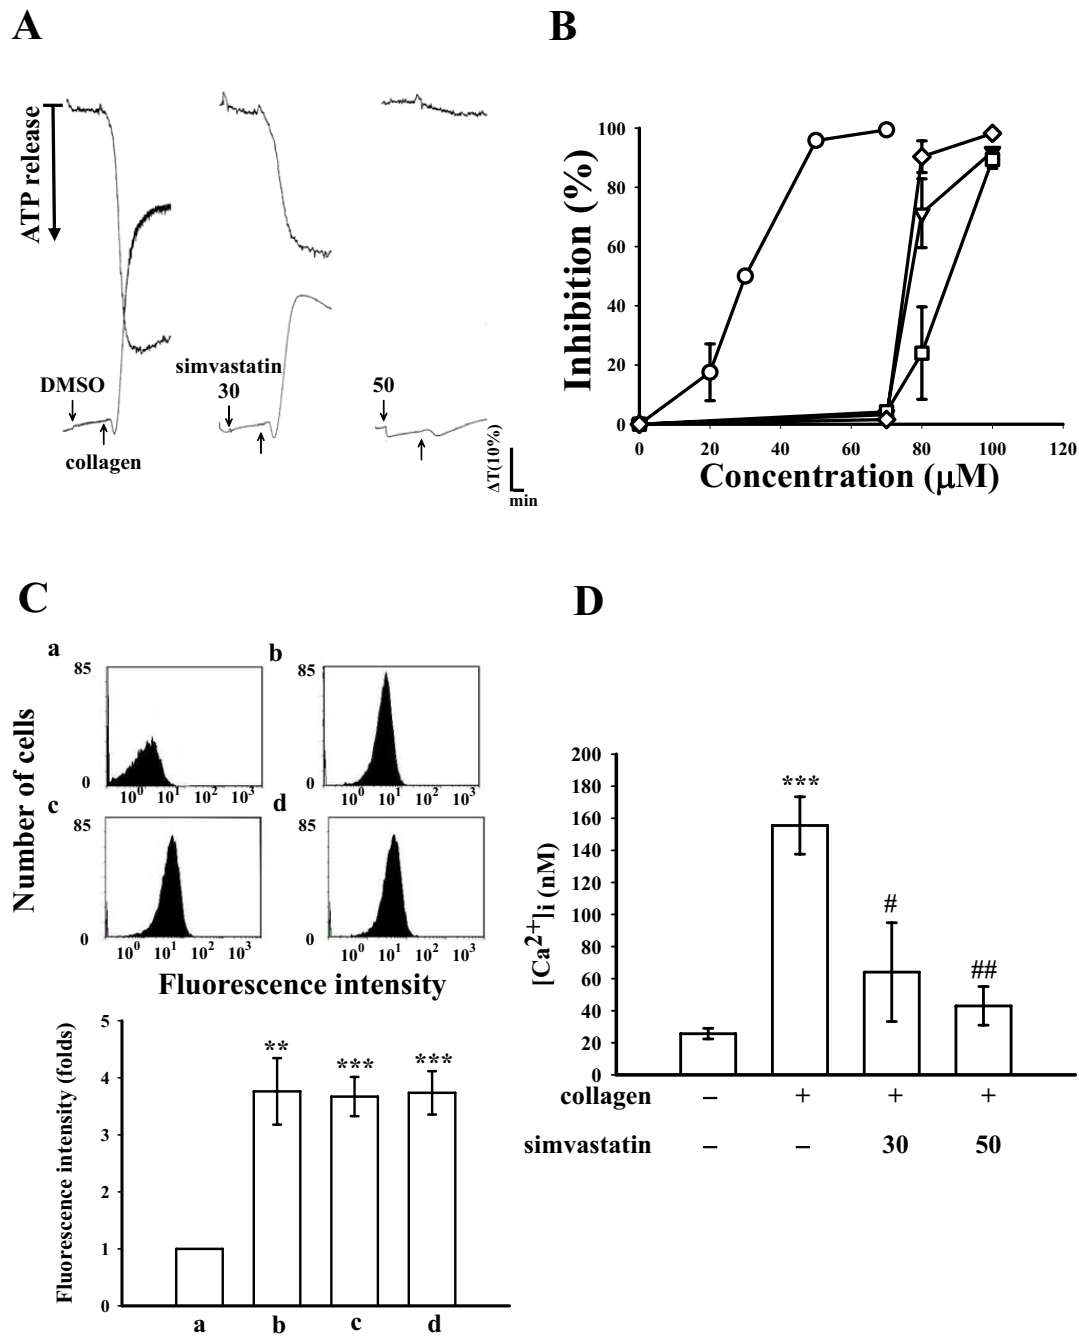 A
ATP release
DMSO
collagen
simvastatin
30
50
ΔT(10%)
min
B
Inhibition (%)
100
80
60
40
20
0
0 20 40 60 80 100 120
Concentration (μM)
C
Number of cells
a
85
0
10⁰ 10¹ 10² 10³
b
85
0
10⁰ 10¹ 10² 10³
c
85
0
10⁰ 10¹ 10² 10³
d
85
0
10⁰ 10¹ 10² 10³
Fluorescence intensity
Fluorescence intensity (folds)
5
4
3
2
1
0
** *** ***
a b c d
D
[Ca²⁺]i (nM)
200
180
160
140
120
100
80
60
40
20
0
***
#
##
collagen – + + +
simvastatin – – 30 50